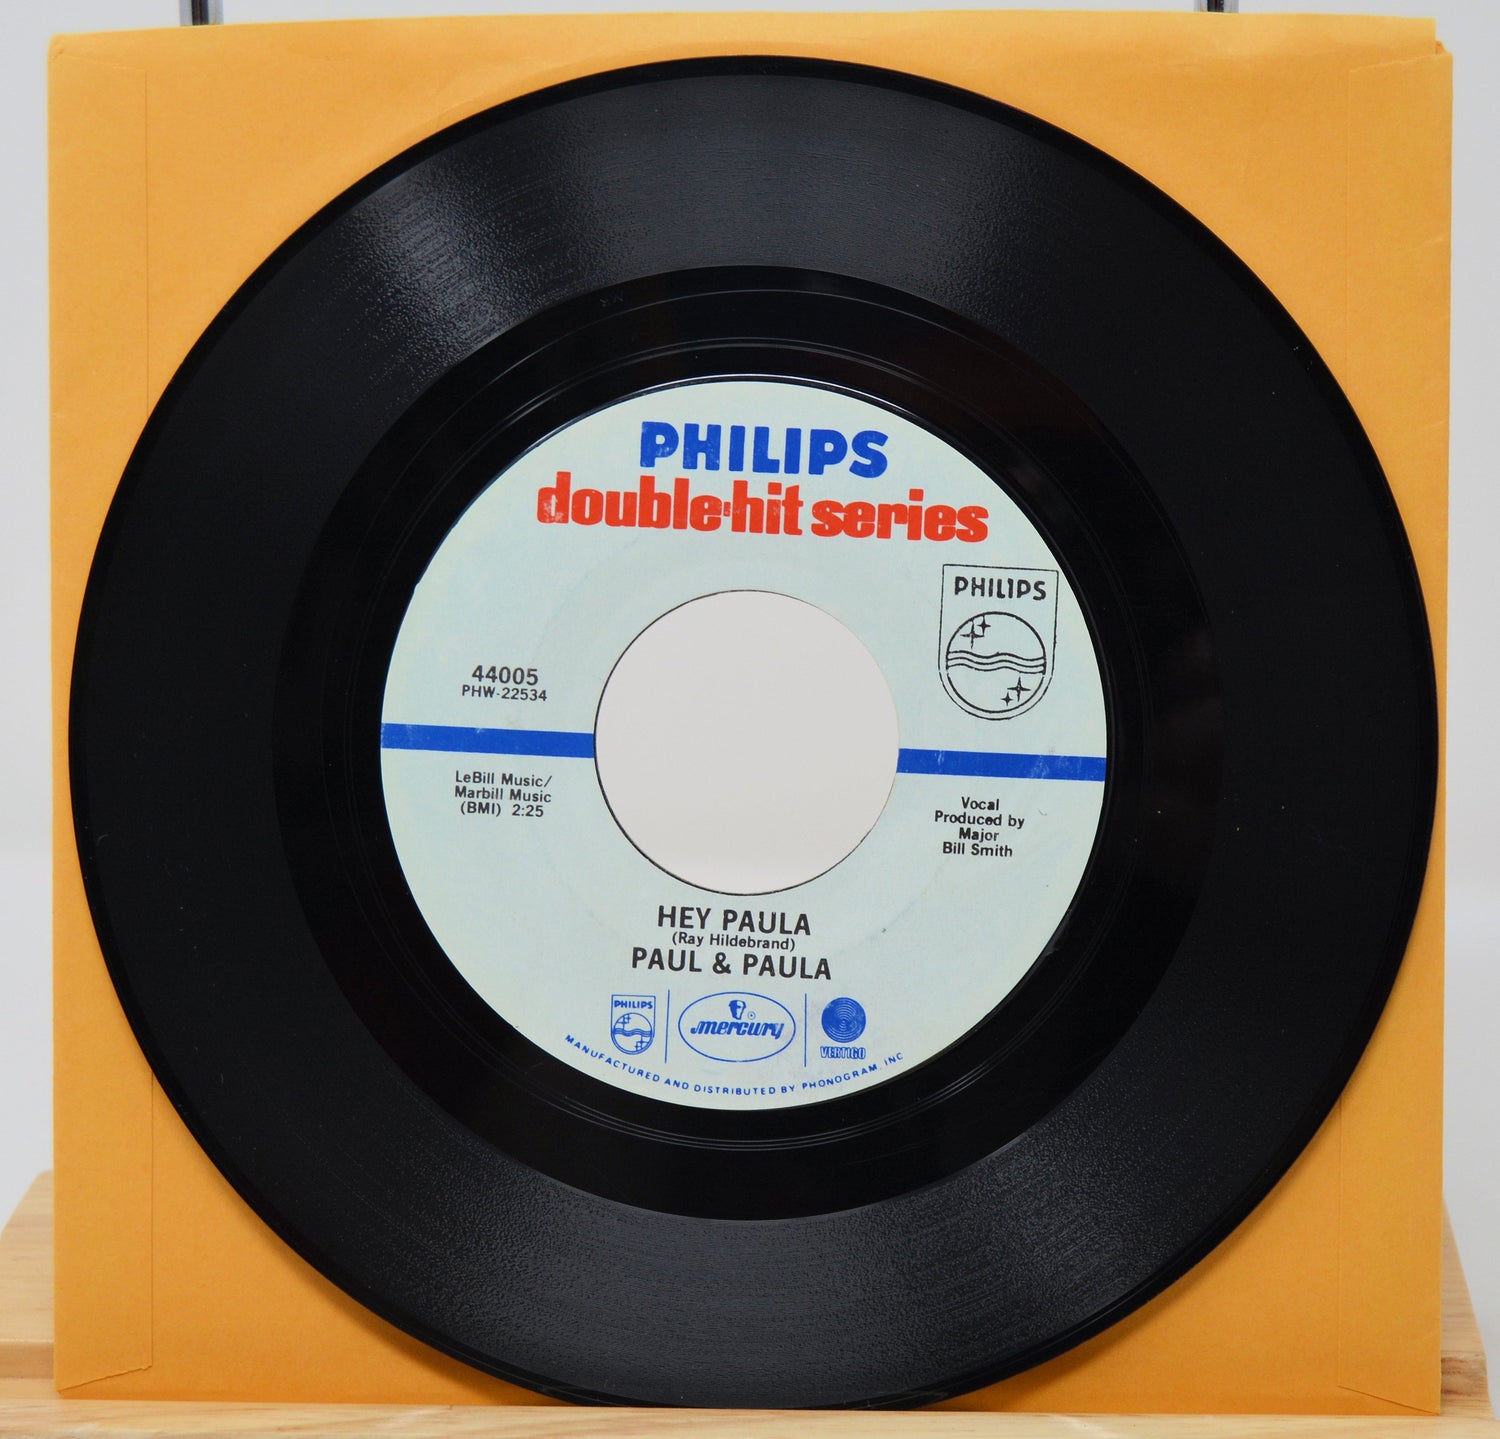 PHILIPS
double·hit series
PHILIPS
44005
PHW-22534
LeBill Music/
Marbill Music
(BMI) 2:25
Vocal
Produced by
Major
Bill Smith
HEY PAULA
(Ray Hildebrand)
PAUL & PAULA
PHILIPS
mercury
VERTIGO
MANUFACTURED AND DISTRIBUTED BY PHONOGRAM, INC